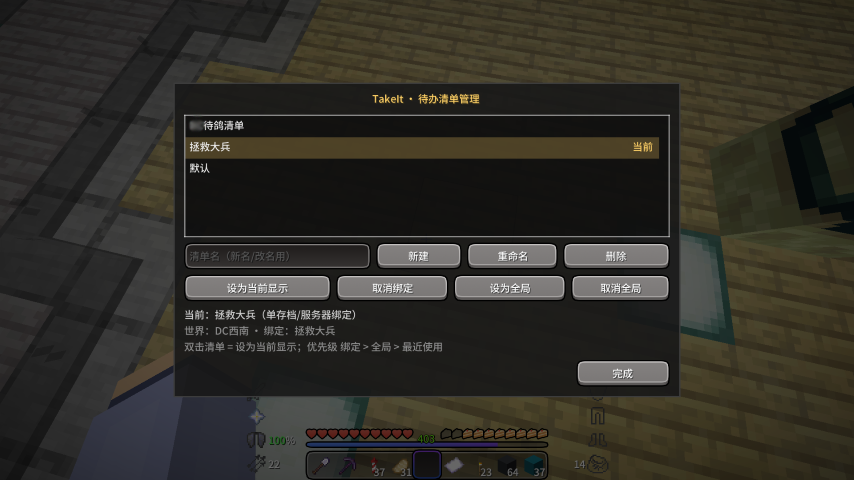 TakeIt · 待办清单管理
待鸽清单
拯救大兵 当前
默认
清单名（新名/改名用） 新建 重命名 删除
设为当前显示 取消绑定 设为全局 取消全局
当前：拯救大兵（单存档/服务器绑定）
世界：DC西南 · 绑定：拯救大兵
双击清单 = 设为当前显示；优先级 绑定 > 全局 > 最近使用
完成
100% 403
22 37 31 23 64 37 14